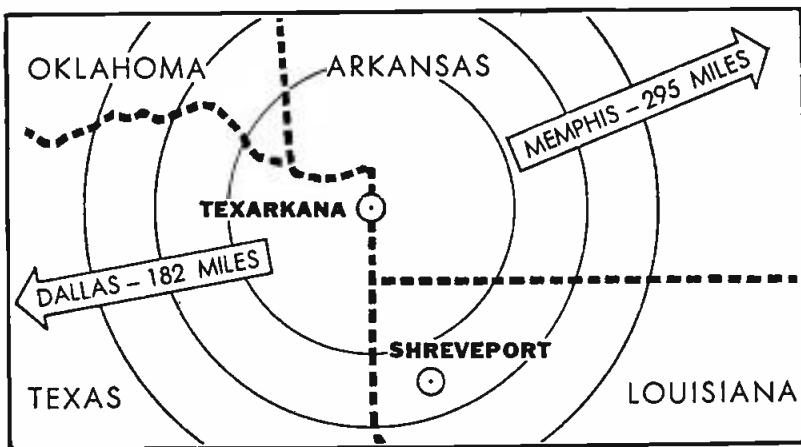 OKLAHOMA
ARKANSAS
MEMPHIS – 295 MILES
TEXARKANA
DALLAS – 182 MILES
SHREVEPORT
TEXAS
LOUISIANA